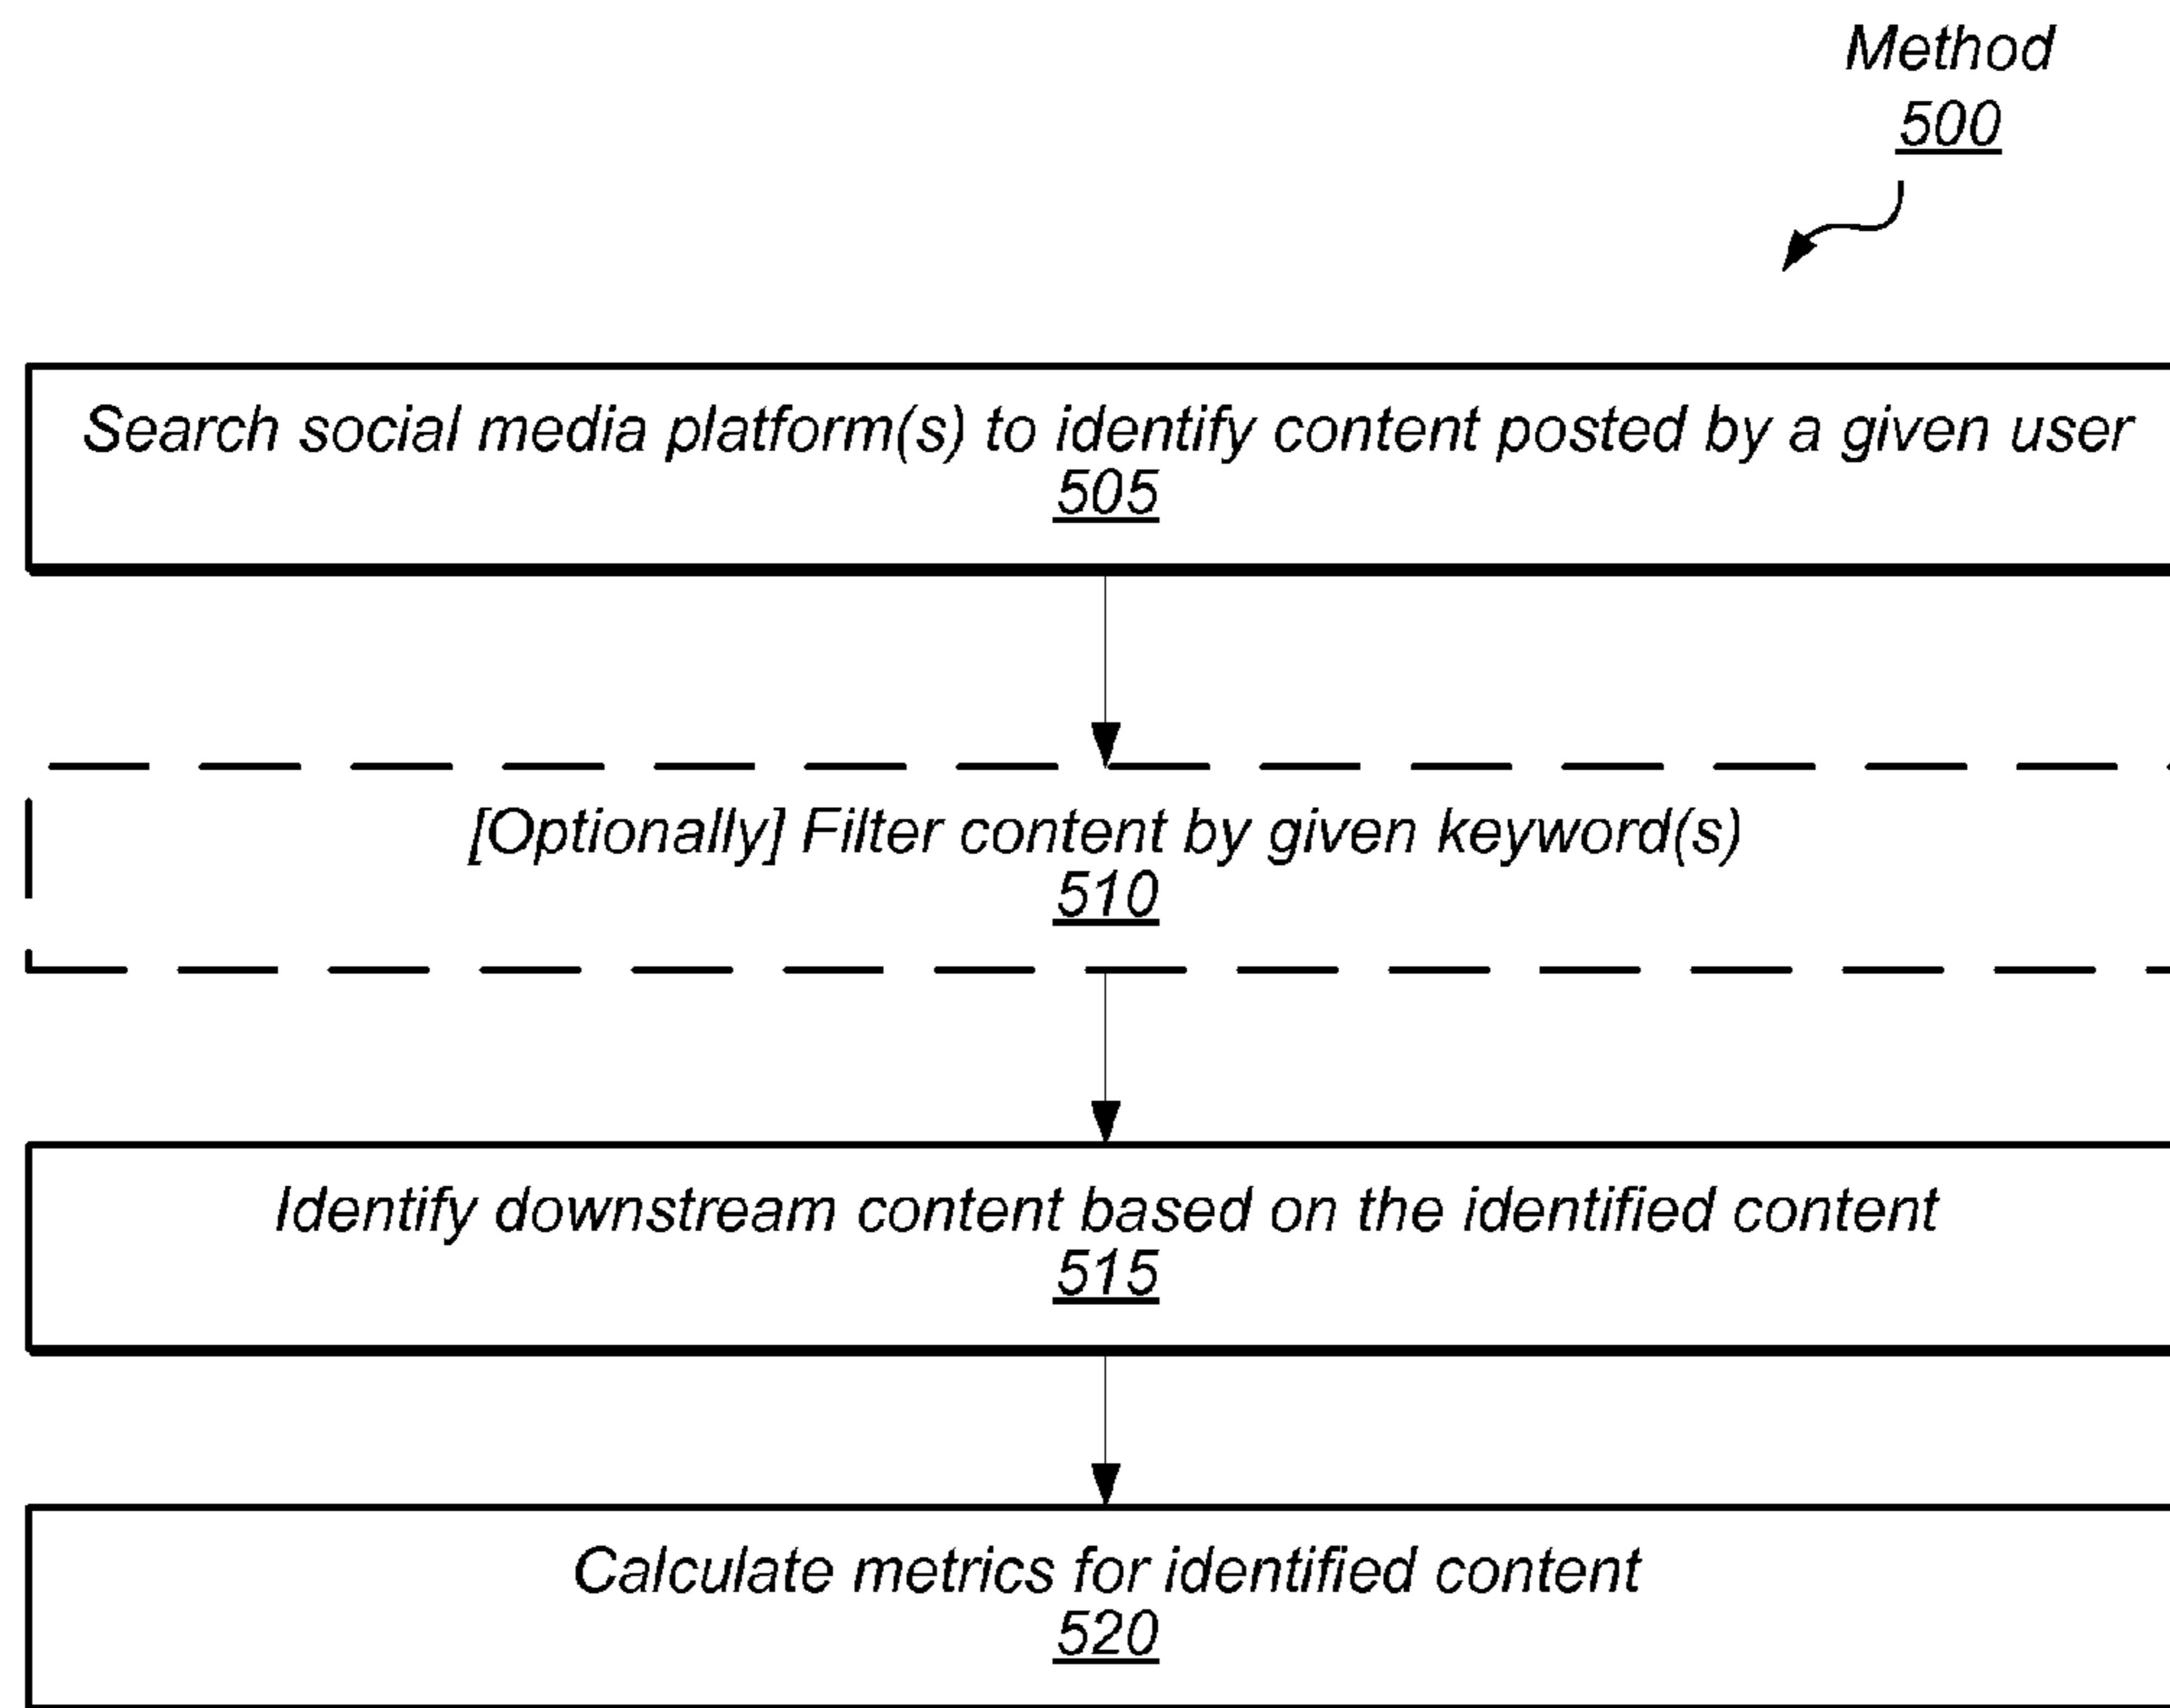 Method
500
Search social media platform(s) to identify content posted by a given user
505
[Optionally] Filter content by given keyword(s)
510
Identify downstream content based on the identified content
515
Calculate metrics for identified content
520